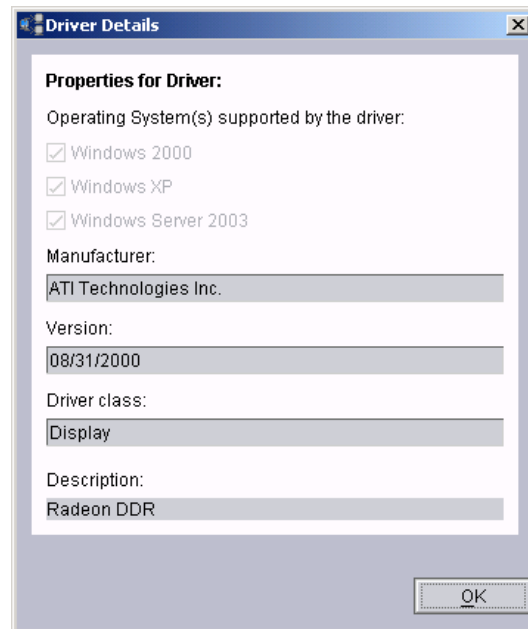 Driver Details
Properties for Driver:
Operating System(s) supported by the driver:
Windows 2000
Windows XP
Windows Server 2003
Manufacturer:
ATI Technologies Inc.
Version:
08/31/2000
Driver class:
Display
Description:
Radeon DDR
OK